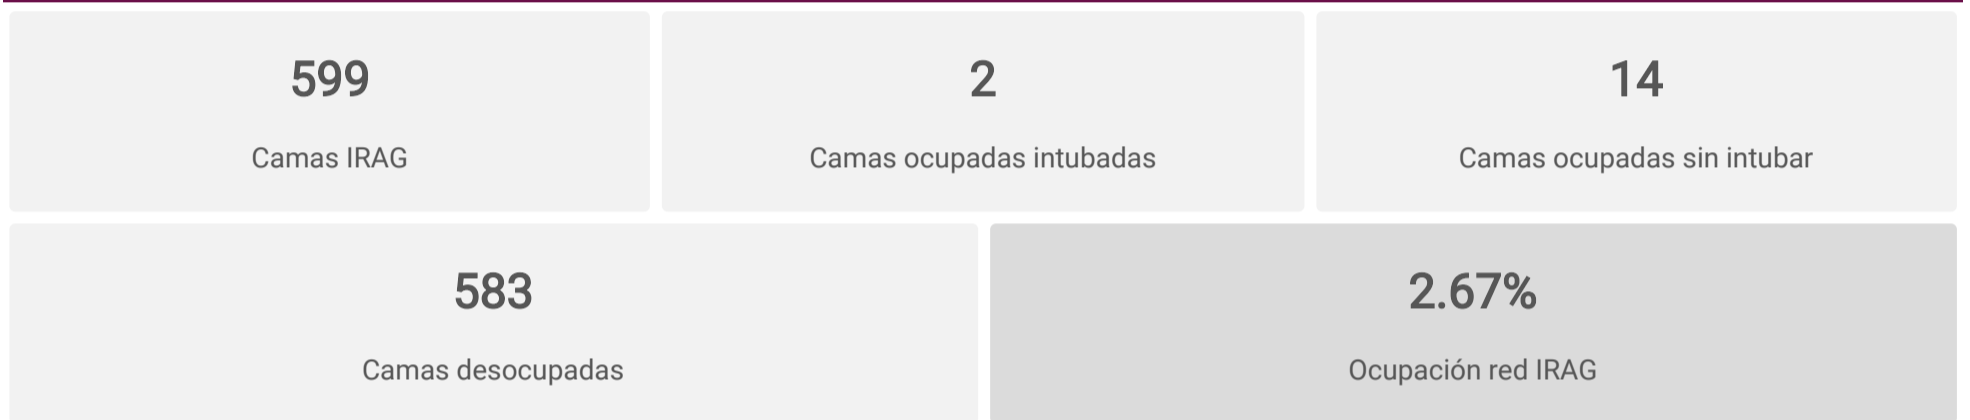 599
Camas IRAG
2
Camas ocupadas intubadas
14
Camas ocupadas sin intubar
583
Camas desocupadas
2.67%
Ocupación red IRAG